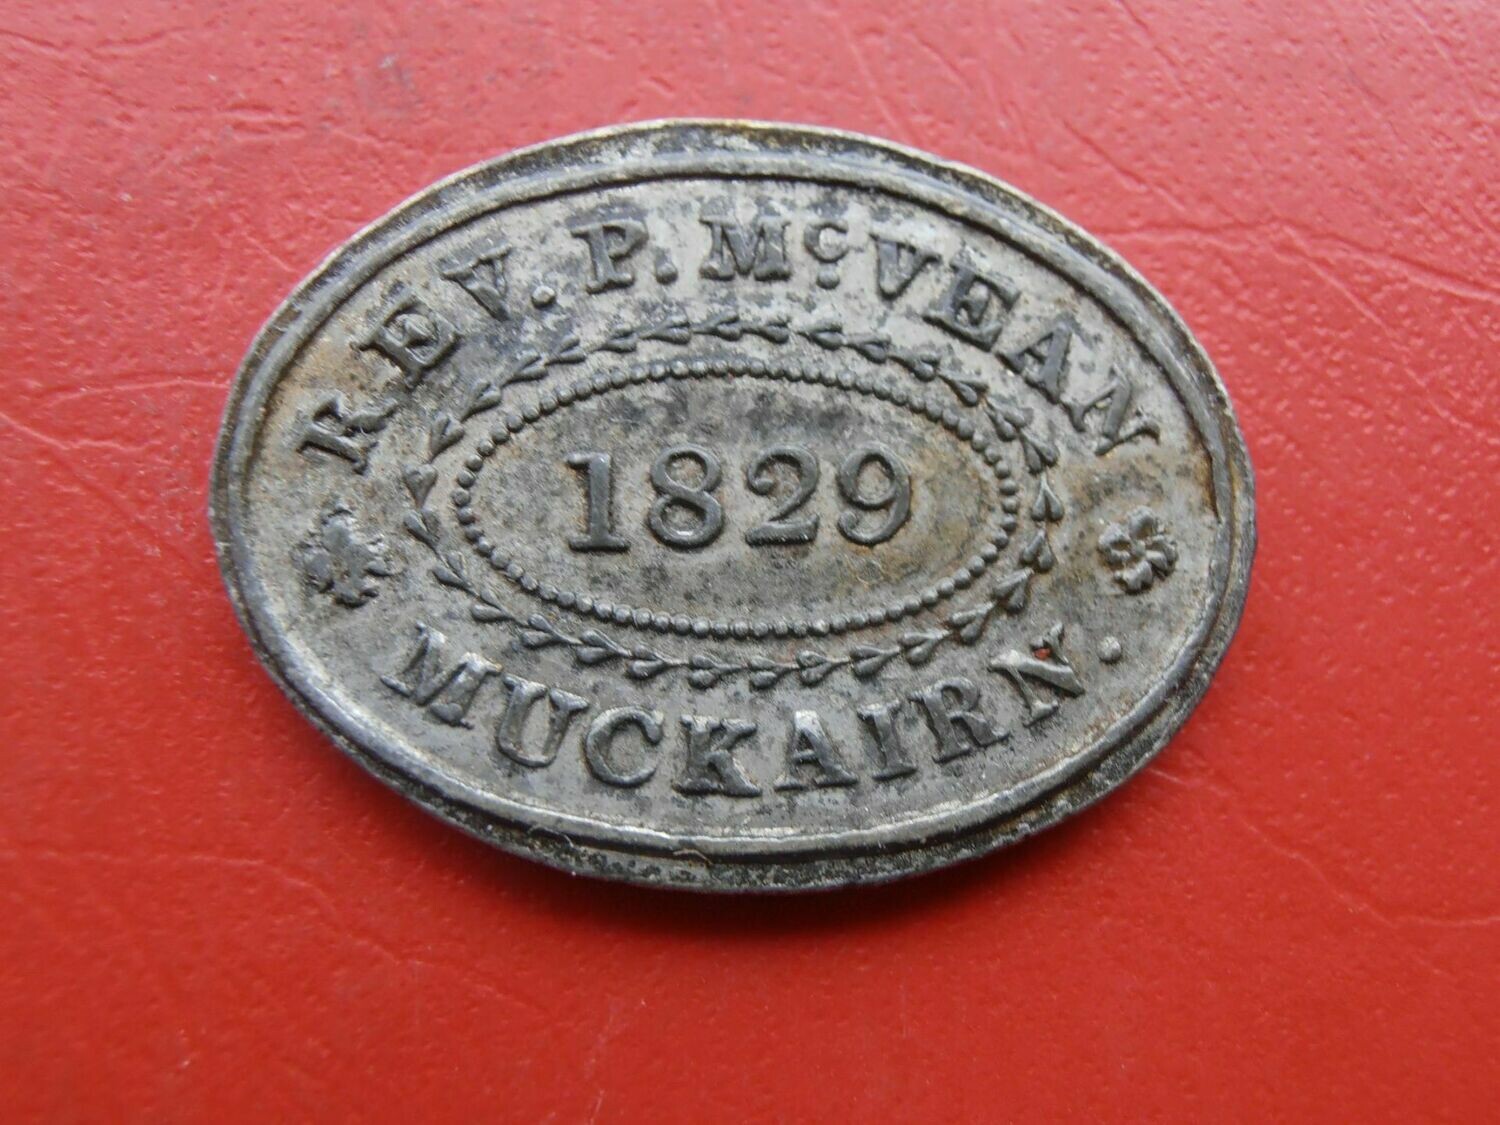 REV. P. McVEAN
1829
MUCKAIRN.